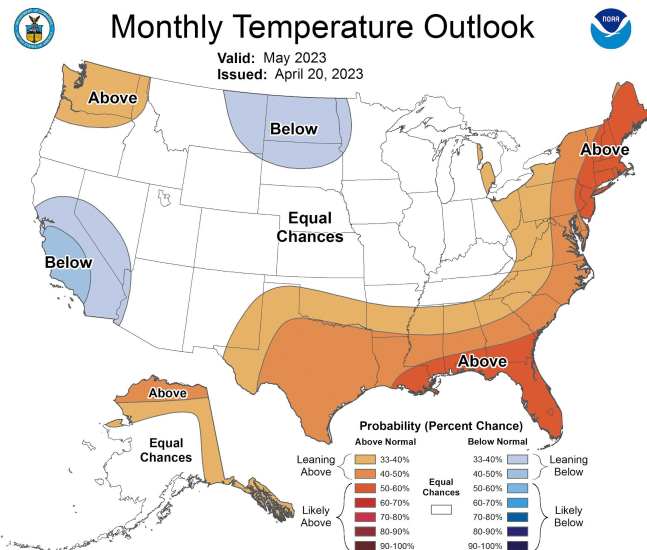 Monthly Temperature Outlook
NOAA
Valid: May 2023
Issued: April 20, 2023
Above
Below
Above
Equal
Chances
Below
Above
Above
Equal
Chances
Probability (Percent Chance)
Above Normal
Below Normal
Leaning
Above
33-40%
40-50%
50-60%
60-70%
70-80%
80-90%
90-100%
Likely
Above
Equal
Chances
33-40%
40-50%
50-60%
60-70%
70-80%
80-90%
90-100%
Leaning
Below
Likely
Below